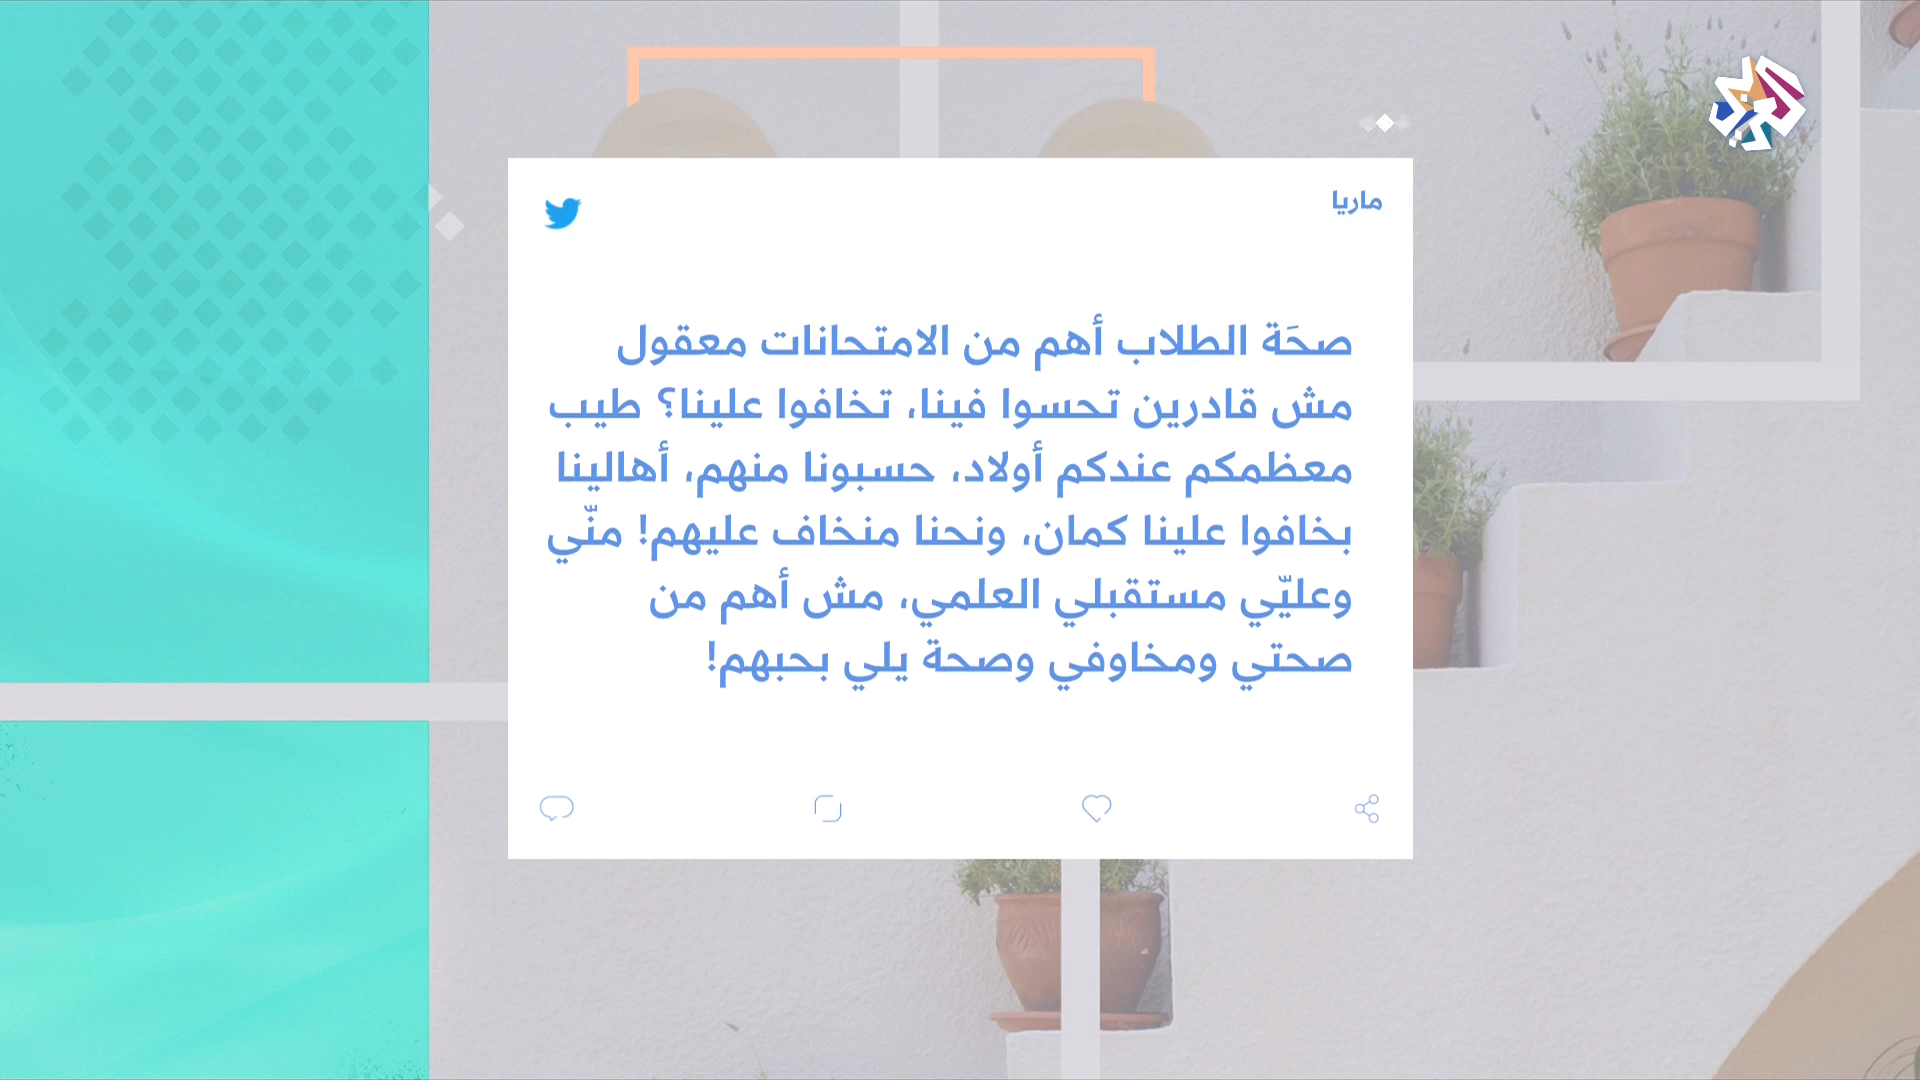 ماريا
صحَة الطلاب أهم من الامتحانات معقول
مش قادرين تحسوا فينا، تخافوا علينا؟ طيب
معظمكم عندكم أولاد، حسبونا منهم، أهالينا
بخافوا علينا كمان، ونحنا منخاف عليهم! منّي
وعليّي مستقبلي العلمي، مش أهم من
صحتي ومخاوفي وصحة يلي بحبهم!